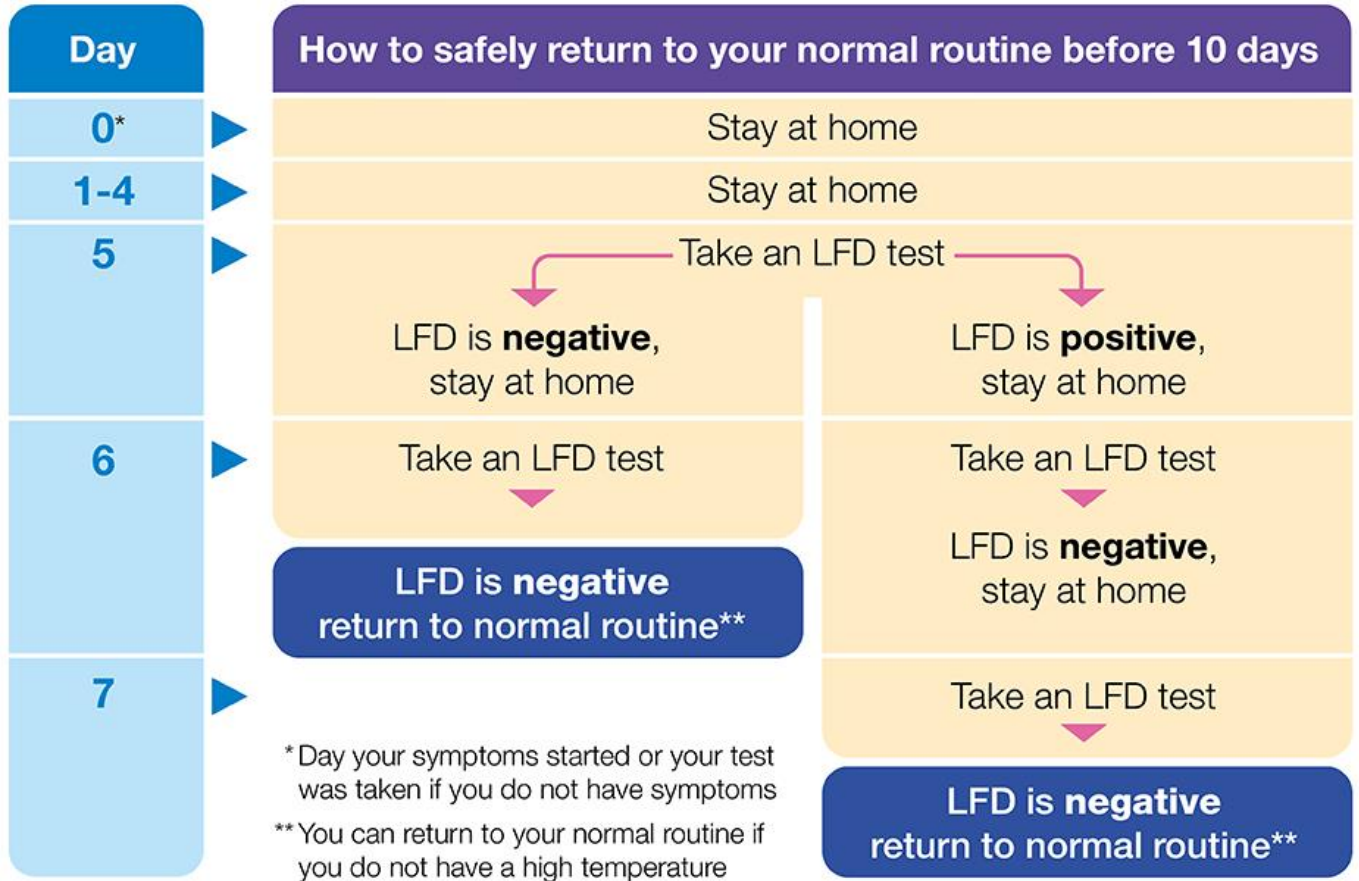 Day
How to safely return to your normal routine before 10 days
0*
Stay at home
1-4
Stay at home
5
Take an LFD test
LFD is negative,
stay at home
LFD is positive,
stay at home
6
Take an LFD test
LFD is negative
return to normal routine**
Take an LFD test
LFD is negative,
stay at home
7
Take an LFD test
LFD is negative
return to normal routine**
* Day your symptoms started or your test
was taken if you do not have symptoms
** You can return to your normal routine if
you do not have a high temperature